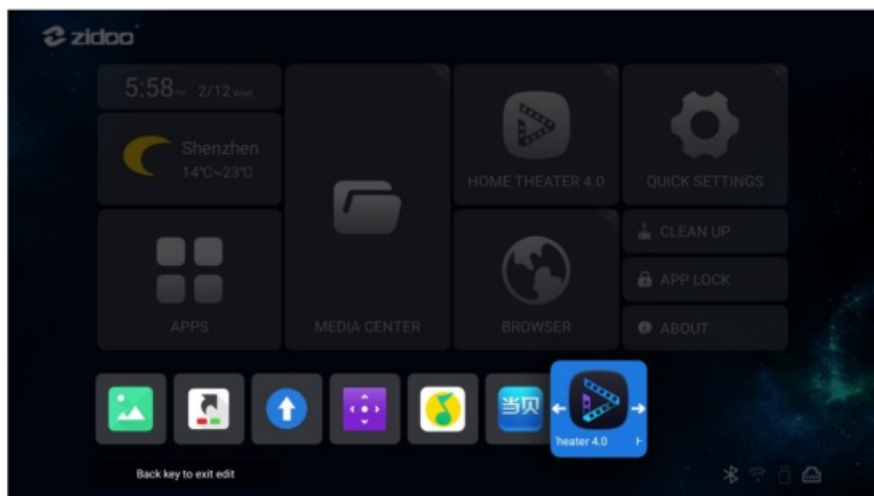 zidoo
5:58 PM 2/12 Wed
Shenzhen
14℃~23℃
HOME THEATER 4.0
QUICK SETTINGS
CLEAN UP
APP LOCK
APPS
MEDIA CENTER
BROWSER
ABOUT
当贝
heater 4.0 H
Back key to exit edit